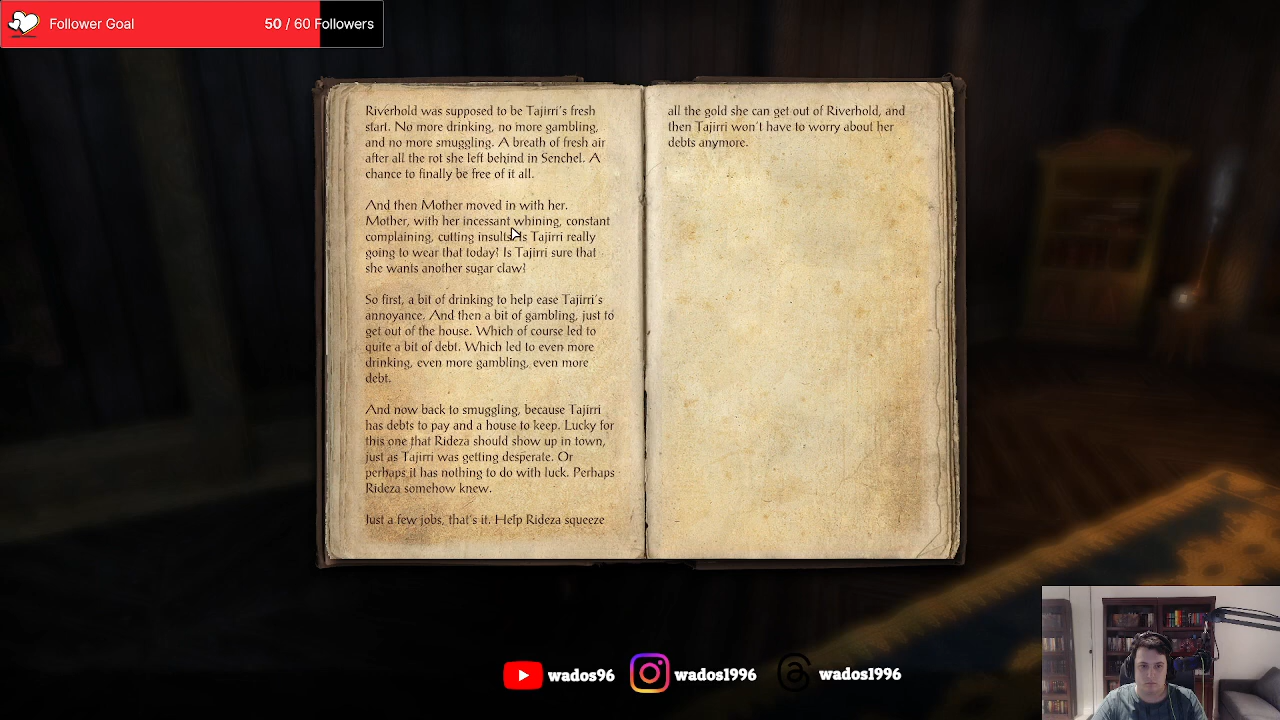 Follower Goal
50 / 60 Followers
Riverhold was supposed to be Tajirri's fresh
start. No more drinking, no more gambling,
and no more smuggling. A breath of fresh air
after all the rot she left behind in Senchel. A
chance to finally be free of it all.
And then Mother moved in with her.
Mother, with her incessant whining, constant
complaining, cutting insults. Is Tajirri really
going to wear that today? Is Tajirri sure that
she wants another sugar claw?
So first, a bit of drinking to help ease Tajirri's
annoyance. And then a bit of gambling, just to
get out of the house. Which of course led to
quite a bit of debt. Which led to even more
drinking, even more gambling, even more
debt.
And now back to smuggling, because Tajirri
has debts to pay and a house to keep. Lucky for
this one that Rideza should show up in town,
just as Tajirri was getting desperate. Or
perhaps it has nothing to do with luck. Perhaps
Rideza somehow knew.
Just a few jobs, that's it. Help Rideza squeeze
all the gold she can get out of Riverhold, and
then Tajirri won't have to worry about her
debts anymore.
wados96
wados1996
wados1996